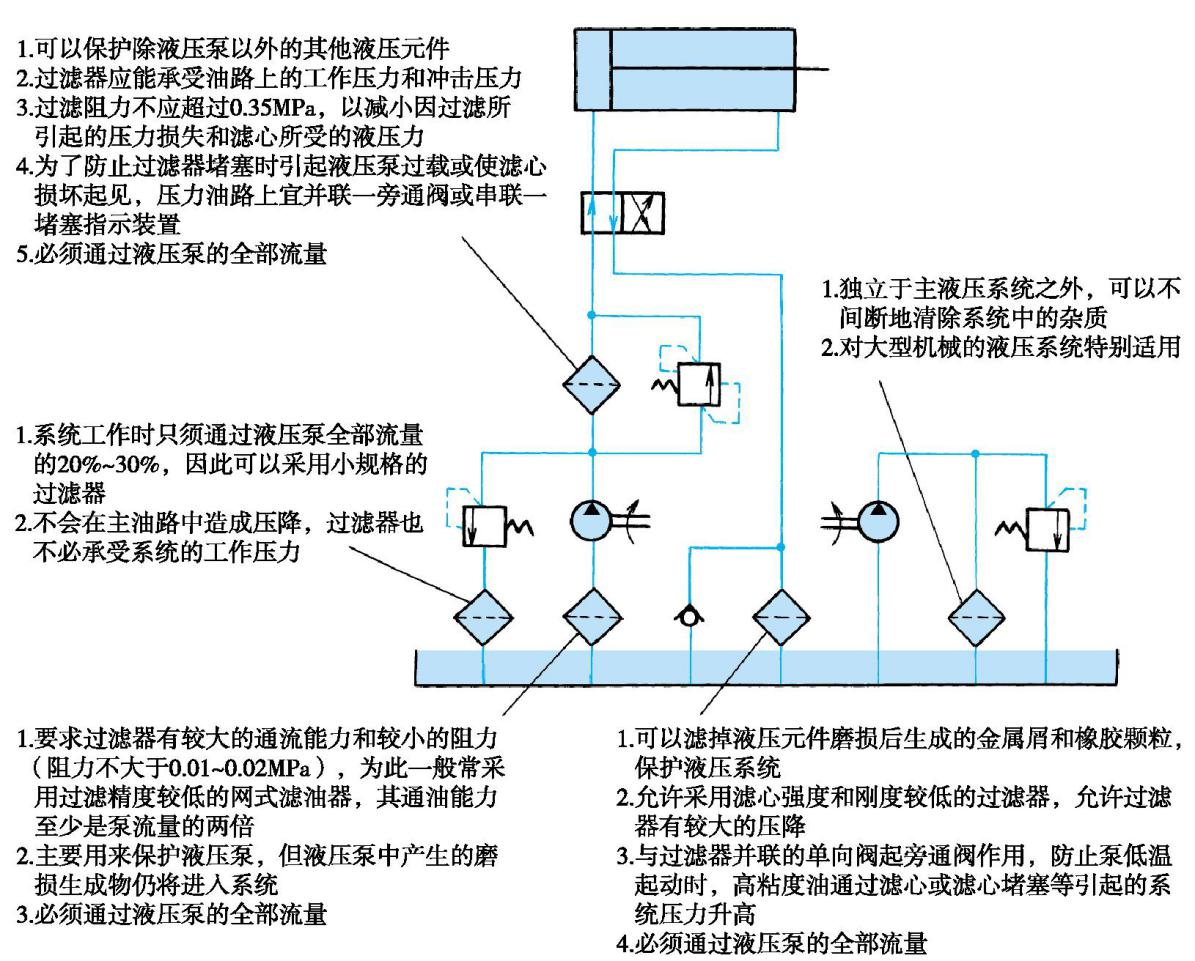 1.可以保护除液压泵以外的其他液压元件
2.过滤器应能承受油路上的工作压力和冲击压力
3.过滤阻力不应超过0.35MPa，以减小因过滤所
引起的压力损失和滤心所受的液压力
4.为了防止过滤器堵塞时引起液压泵过载或使滤心
损坏起见，压力油路上宜并联一旁通阀或串联一
堵塞指示装置
5.必须通过液压泵的全部流量
1.独立于主液压系统之外，可以不
间断地清除系统中的杂质
2.对大型机械的液压系统特别适用
1.系统工作时只须通过液压泵全部流量
的20%~30%，因此可以采用小规格的
过滤器
2.不会在主油路中造成压降，过滤器也
不必承受系统的工作压力
1.要求过滤器有较大的通流能力和较小的阻力
（阻力不大于0.01~0.02MPa），为此一般常采
用过滤精度较低的网式滤油器，其通油能力
至少是泵流量的两倍
2.主要用来保护液压泵，但液压泵中产生的磨
损生成物仍将进入系统
3.必须通过液压泵的全部流量
1.可以滤掉液压元件磨损后生成的金属屑和橡胶颗粒，
保护液压系统
2.允许采用滤心强度和刚度较低的过滤器，允许过滤
器有较大的压降
3.与过滤器并联的单向阀起旁通阀作用，防止泵低温
起动时，高粘度油通过滤心或滤心堵塞等引起的系
统压力升高
4.必须通过液压泵的全部流量